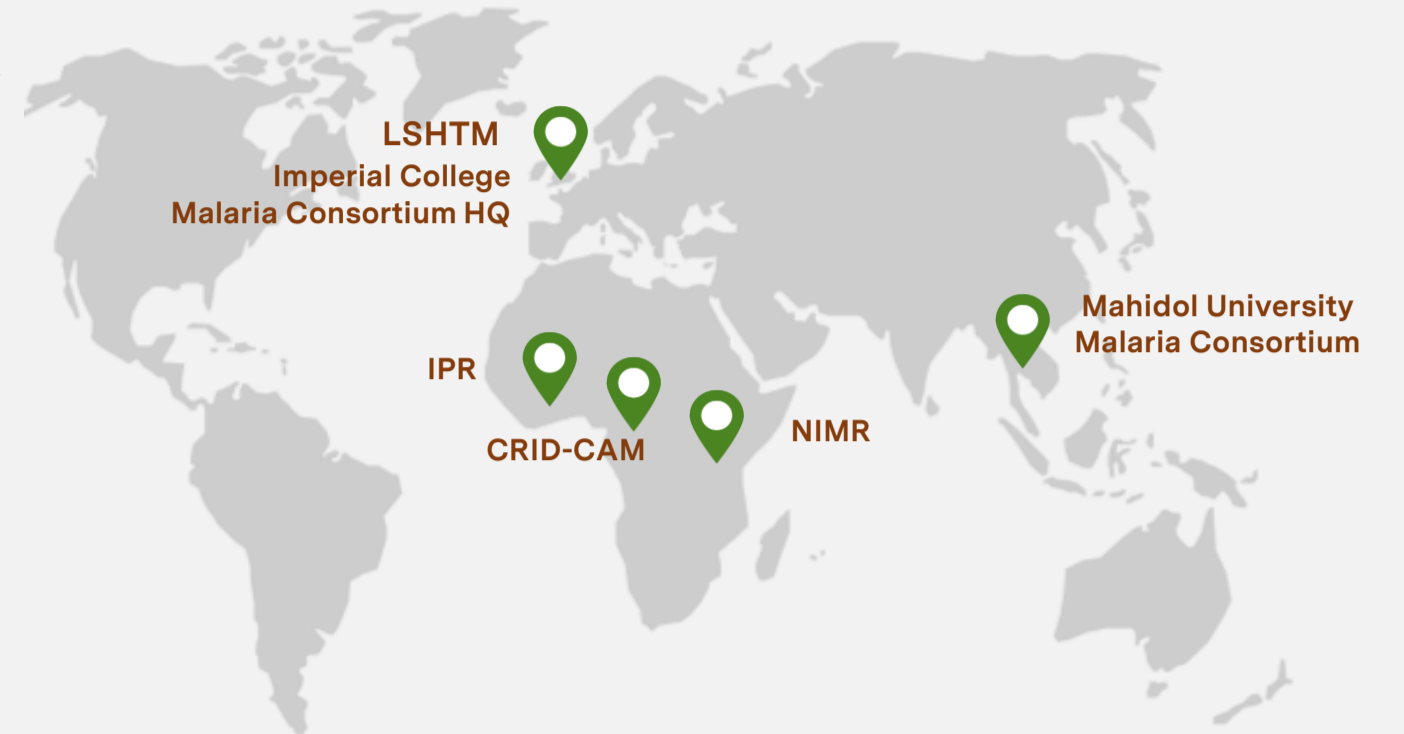 LSHTM
Imperial College
Malaria Consortium HQ
Mahidol University
Malaria Consortium
IPR
CRID-CAM
NIMR